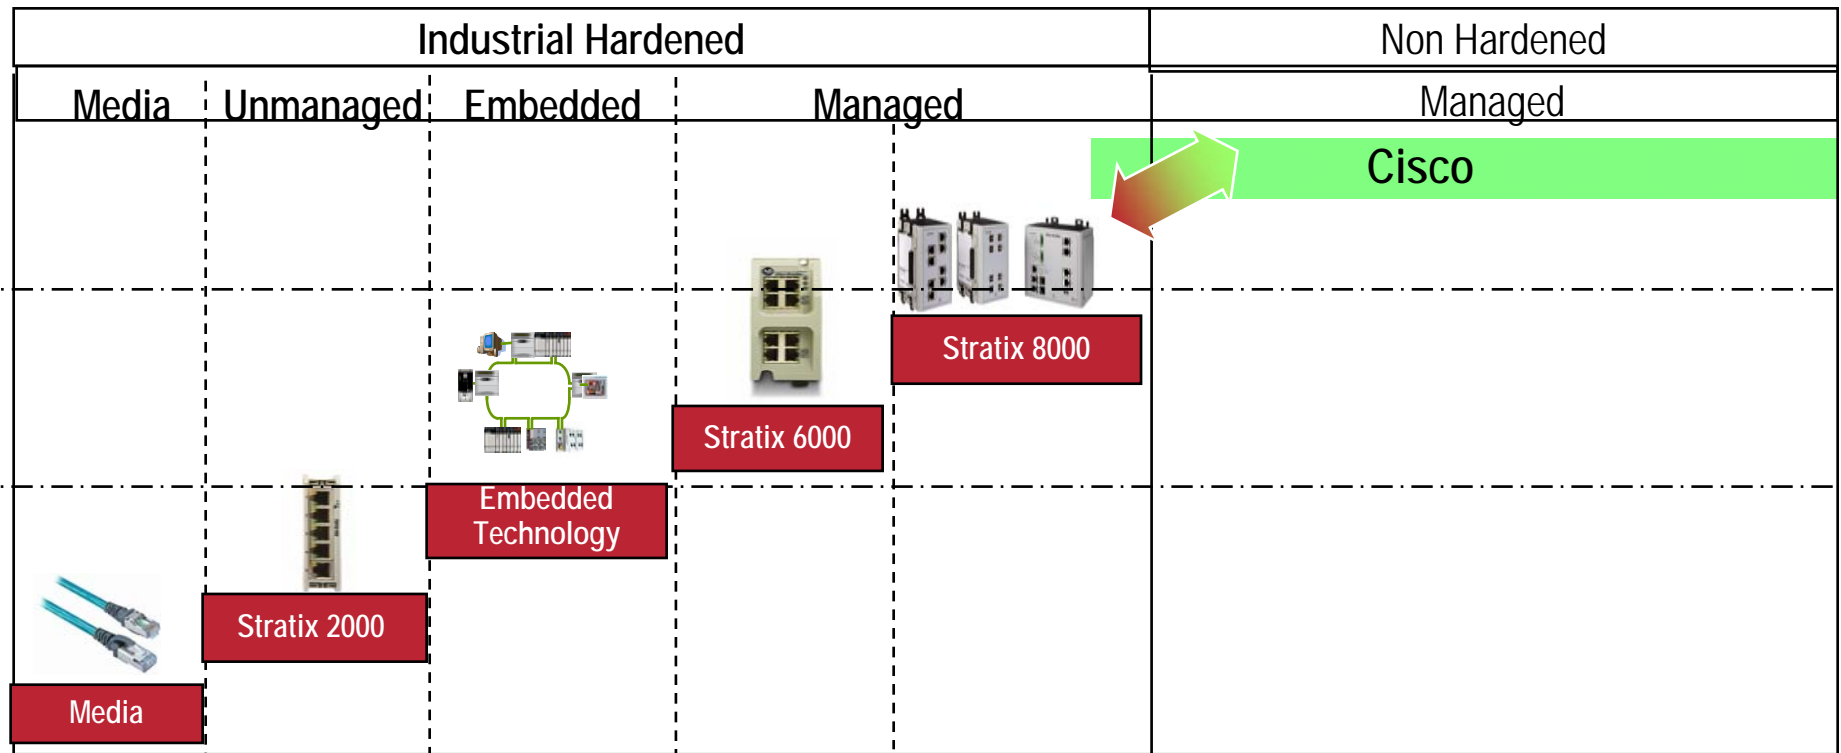 Industrial Hardened
Non Hardened
Media
Unmanaged
Embedded
Managed
Managed
Cisco
Stratix 8000
Stratix 6000
Embedded
Technology
Stratix 2000
Media